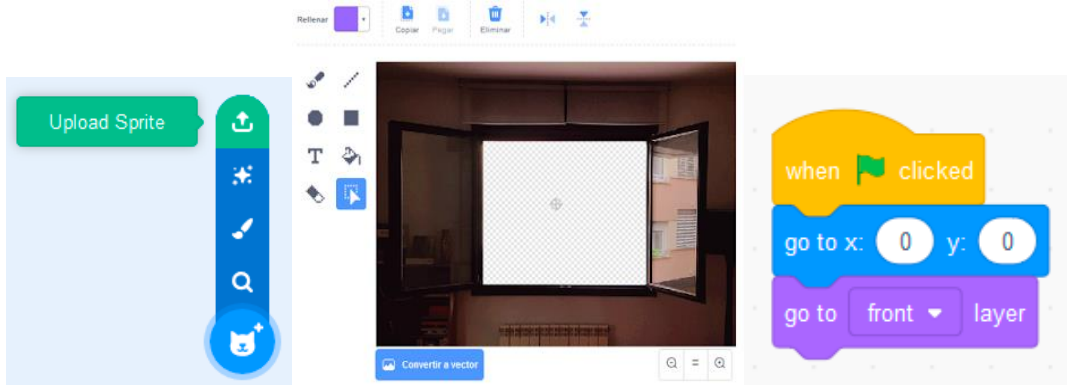 Upload Sprite
Rellenar
Copiar
Pegar
Eliminar
T
Convertir a vector
when clicked
go to x: 0 y: 0
go to front layer